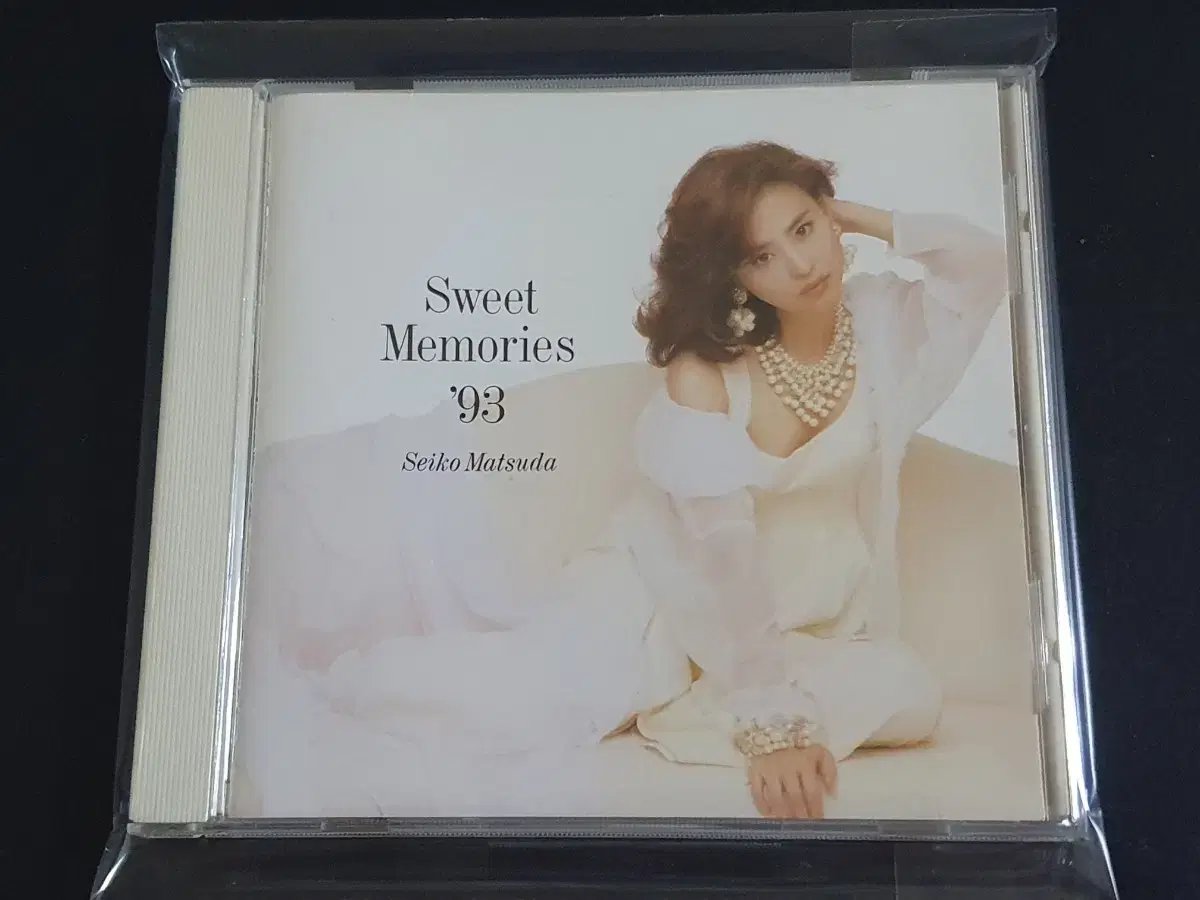 Sweet
Memories
’93
Seiko Matsuda